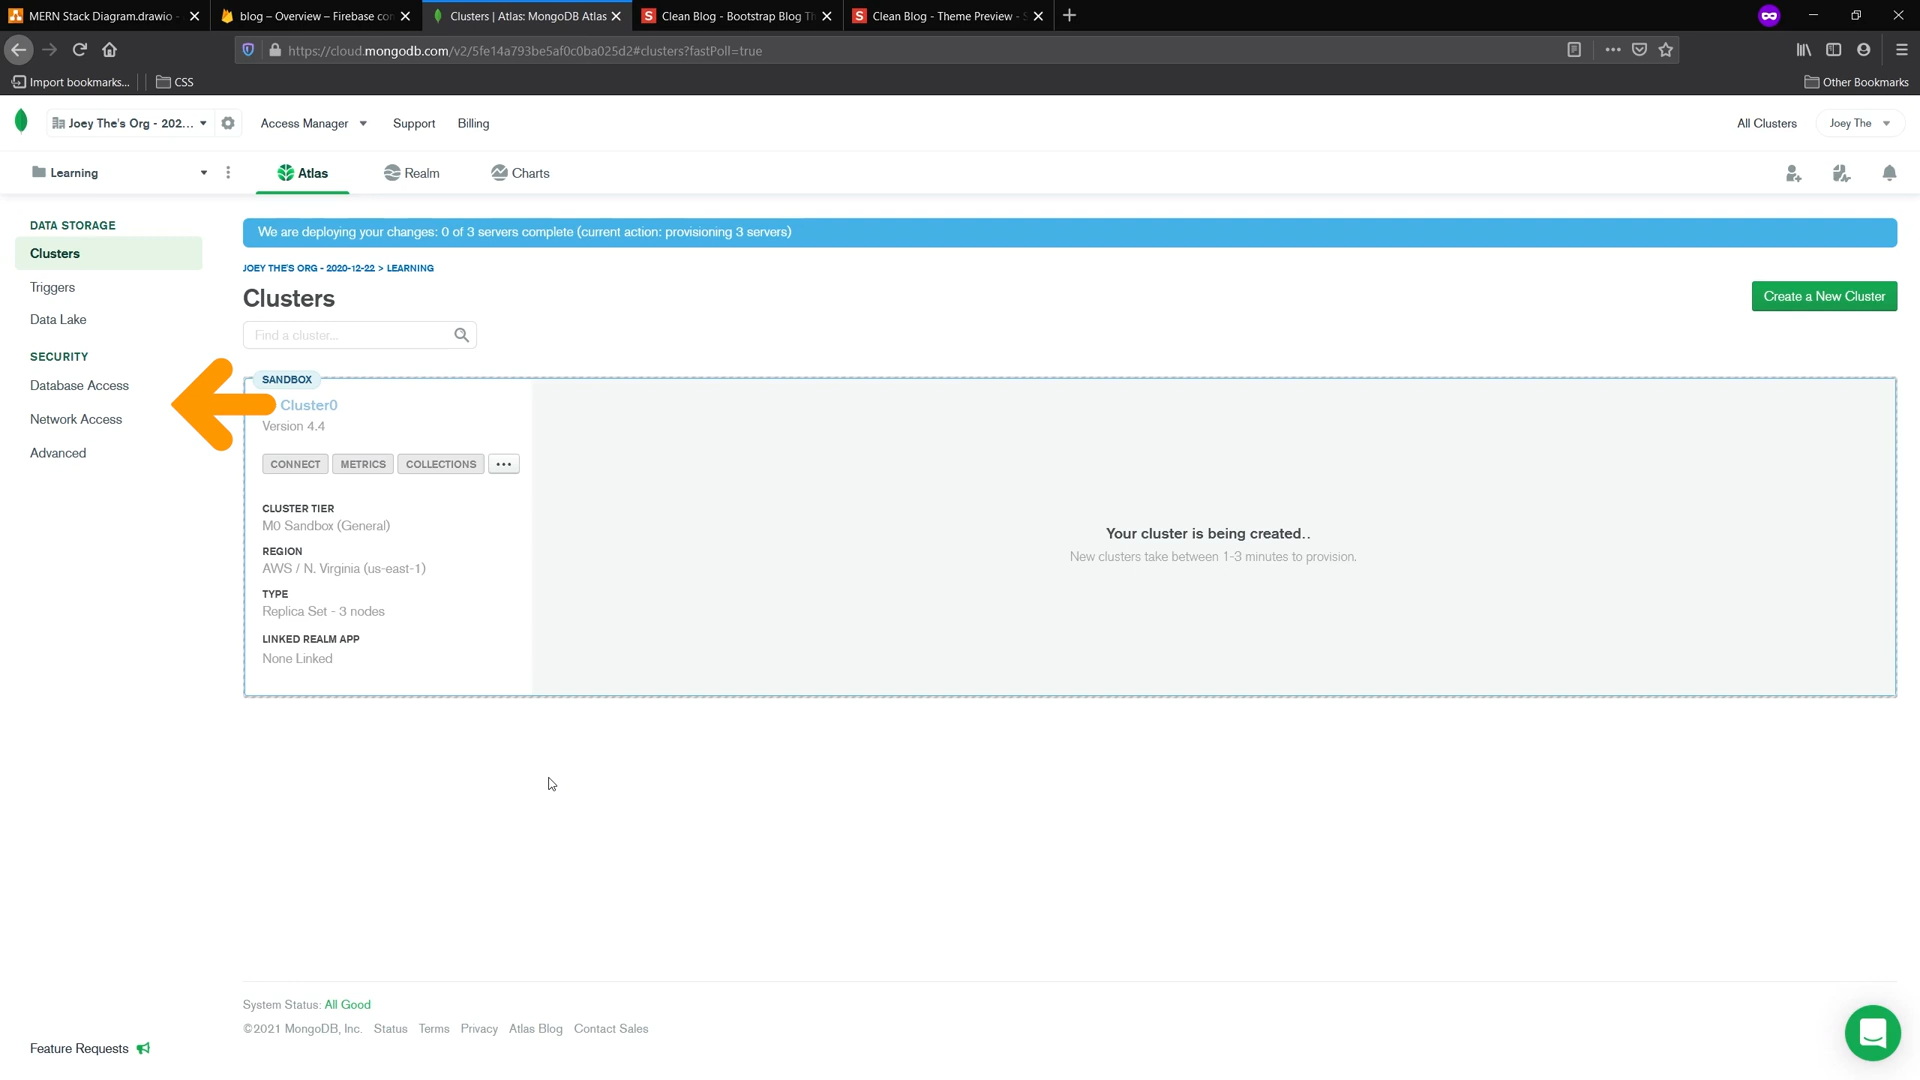 MERN Stack Diagram.drawio -
blog – Overview – Firebase con
Clusters | Atlas: MongoDB Atlas
Clean Blog - Bootstrap Blog Th
Clean Blog - Theme Preview - S
https://cloud.mongodb.com/v2/5fe14a793be5af0c0ba025d2#clusters?fastPoll=true
Import bookmarks...
CSS
Other Bookmarks
Joey The's Org - 202...
Access Manager
Support
Billing
All Clusters
Joey The
Learning
Atlas
Realm
Charts
DATA STORAGE
Clusters
Triggers
Data Lake
SECURITY
Database Access
Network Access
Advanced
We are deploying your changes: 0 of 3 servers complete (current action: provisioning 3 servers)
JOEY THE'S ORG - 2020-12-22 > LEARNING
Clusters
Create a New Cluster
Find a cluster...
SANDBOX
Cluster0
Version 4.4
CONNECT METRICS COLLECTIONS ...
CLUSTER TIER
M0 Sandbox (General)
REGION
AWS / N. Virginia (us-east-1)
TYPE
Replica Set - 3 nodes
LINKED REALM APP
None Linked
Your cluster is being created..
New clusters take between 1-3 minutes to provision.
System Status: All Good
©2021 MongoDB, Inc. Status Terms Privacy Atlas Blog Contact Sales
Feature Requests